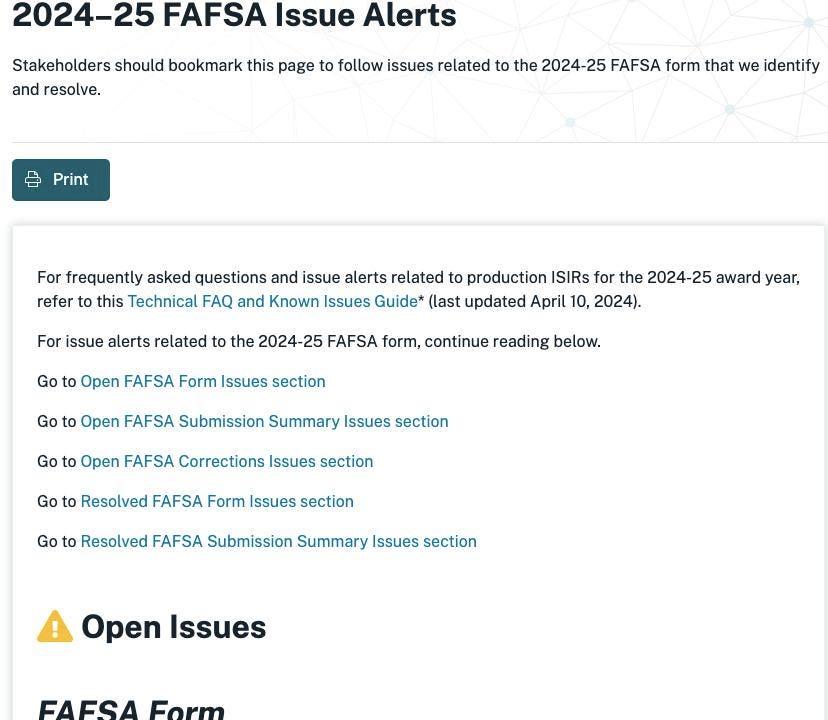 2024–25 FAFSA Issue Alerts
Stakeholders should bookmark this page to follow issues related to the 2024-25 FAFSA form that we identify
and resolve.
Print
For frequently asked questions and issue alerts related to production ISIRs for the 2024-25 award year,
refer to this Technical FAQ and Known Issues Guide* (last updated April 10, 2024).
For issue alerts related to the 2024-25 FAFSA form, continue reading below.
Go to Open FAFSA Form Issues section
Go to Open FAFSA Submission Summary Issues section
Go to Open FAFSA Corrections Issues section
Go to Resolved FAFSA Form Issues section
Go to Resolved FAFSA Submission Summary Issues section
Open Issues
FAFSA Form